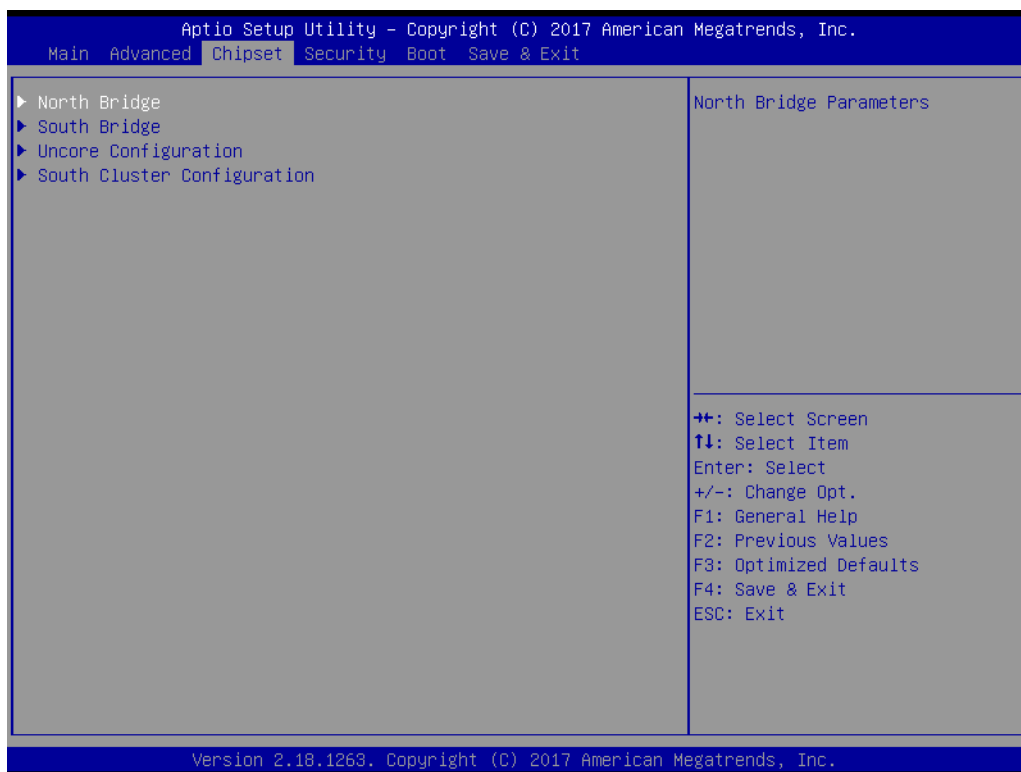 Aptio Setup Utility – Copyright (C) 2017 American Megatrends, Inc.
Main Advanced Chipset Security Boot Save & Exit
▶ North Bridge
▶ South Bridge
▶ Uncore Configuration
▶ South Cluster Configuration
North Bridge Parameters
→←: Select Screen
↑↓: Select Item
Enter: Select
+/-: Change Opt.
F1: General Help
F2: Previous Values
F3: Optimized Defaults
F4: Save & Exit
ESC: Exit
Version 2.18.1263. Copyright (C) 2017 American Megatrends, Inc.